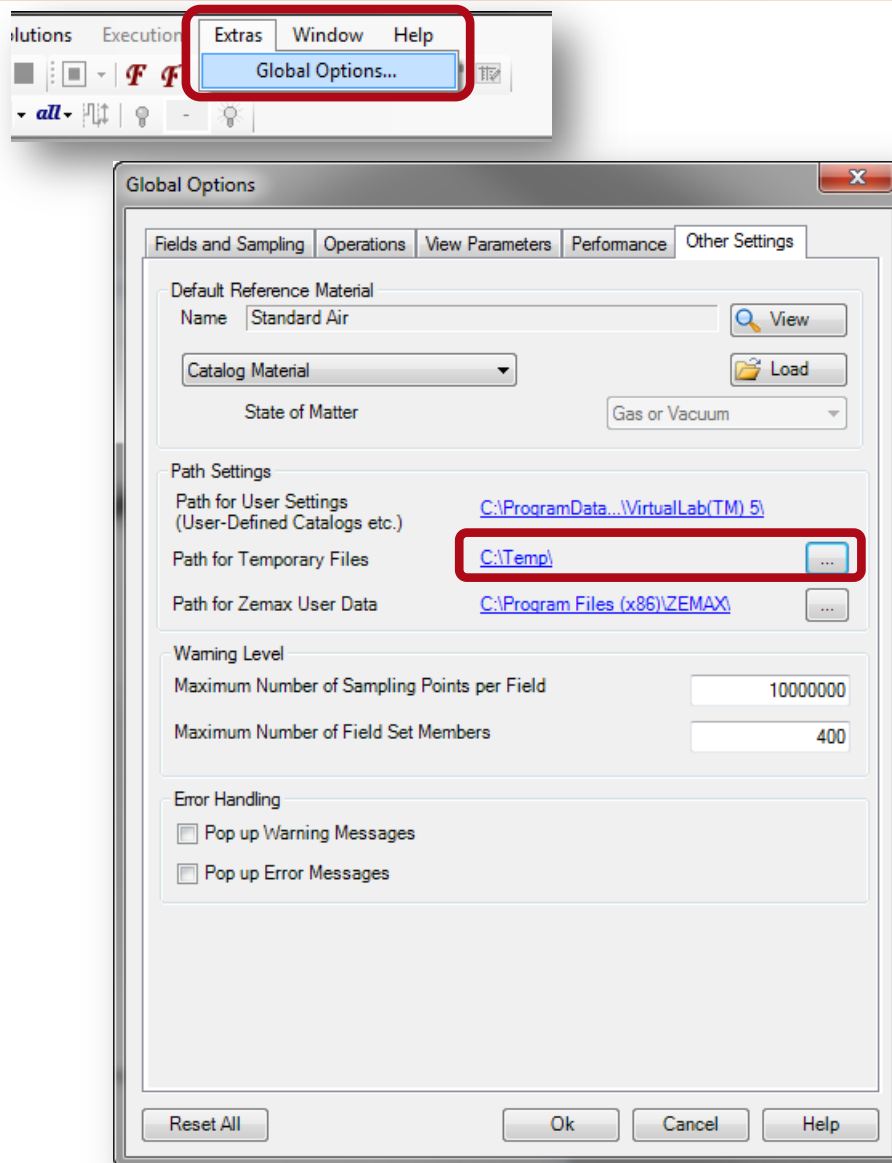 olutions Execution Extras Window Help
F F Global Options...
all
Global Options
Fields and Sampling Operations View Parameters Performance Other Settings
Default Reference Material
Name Standard Air View
Catalog Material Load
State of Matter Gas or Vacuum
Path Settings
Path for User Settings
(User-Defined Catalogs etc.) C:\ProgramData...\VirtualLab(TM) 5\
Path for Temporary Files C:\Temp\ ...
Path for Zemax User Data C:\Program Files (x86)\ZEMAX\ ...
Warning Level
Maximum Number of Sampling Points per Field 10000000
Maximum Number of Field Set Members 400
Error Handling
Pop up Warning Messages
Pop up Error Messages
Reset All Ok Cancel Help